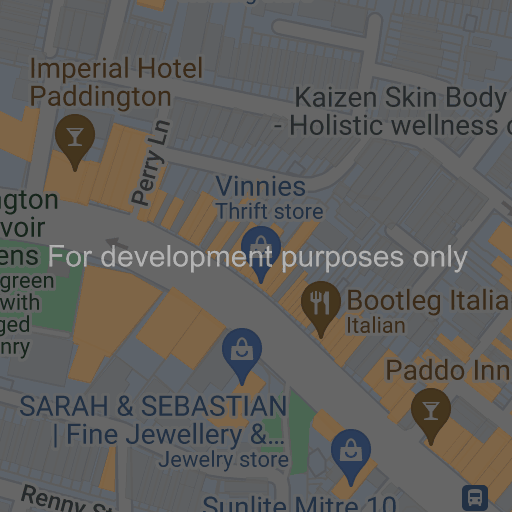 Imperial Hotel
Paddington
Kaizen Skin Body
- Holistic wellness
Perry Ln
Vinnies
Thrift store
ngton
voir
ens
green
with
ged
nry
For development purposes only
Bootleg Italia
Italian
Paddo Inn
SARAH & SEBASTIAN
| Fine Jewellery &...
Jewelry store
Renny St
Sunlite Mitre 10